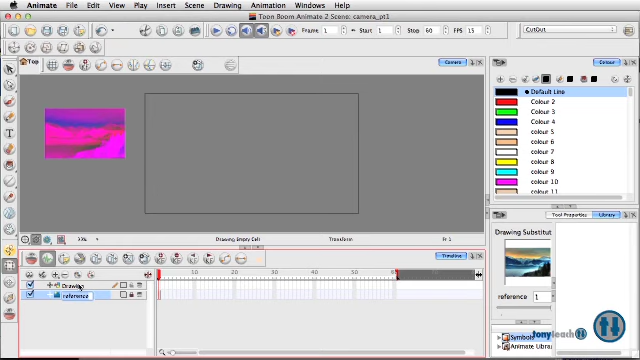 Animate File Edit View Play Insert Scene Drawing Animation Windows Help
Toon Boom Animate 2 Scene: camera_pt1
Frame 1 Start 1 Stop 60 FPS 15
CutOut
Top
Camera
Colour
Default Line
Colour 2
Colour 3
Colour 4
colour 5
colour 6
colour 7
colour 8
colour 9
colour 10
colour 11
Drawing Empty Cell
Transform
Fr 1
Tool Properties
Library
Drawing Substitut
Timeline
reference 1
10 20 30 40 50 60 70
Drawing
reference
Symbols
Animate Libra
tonyteach